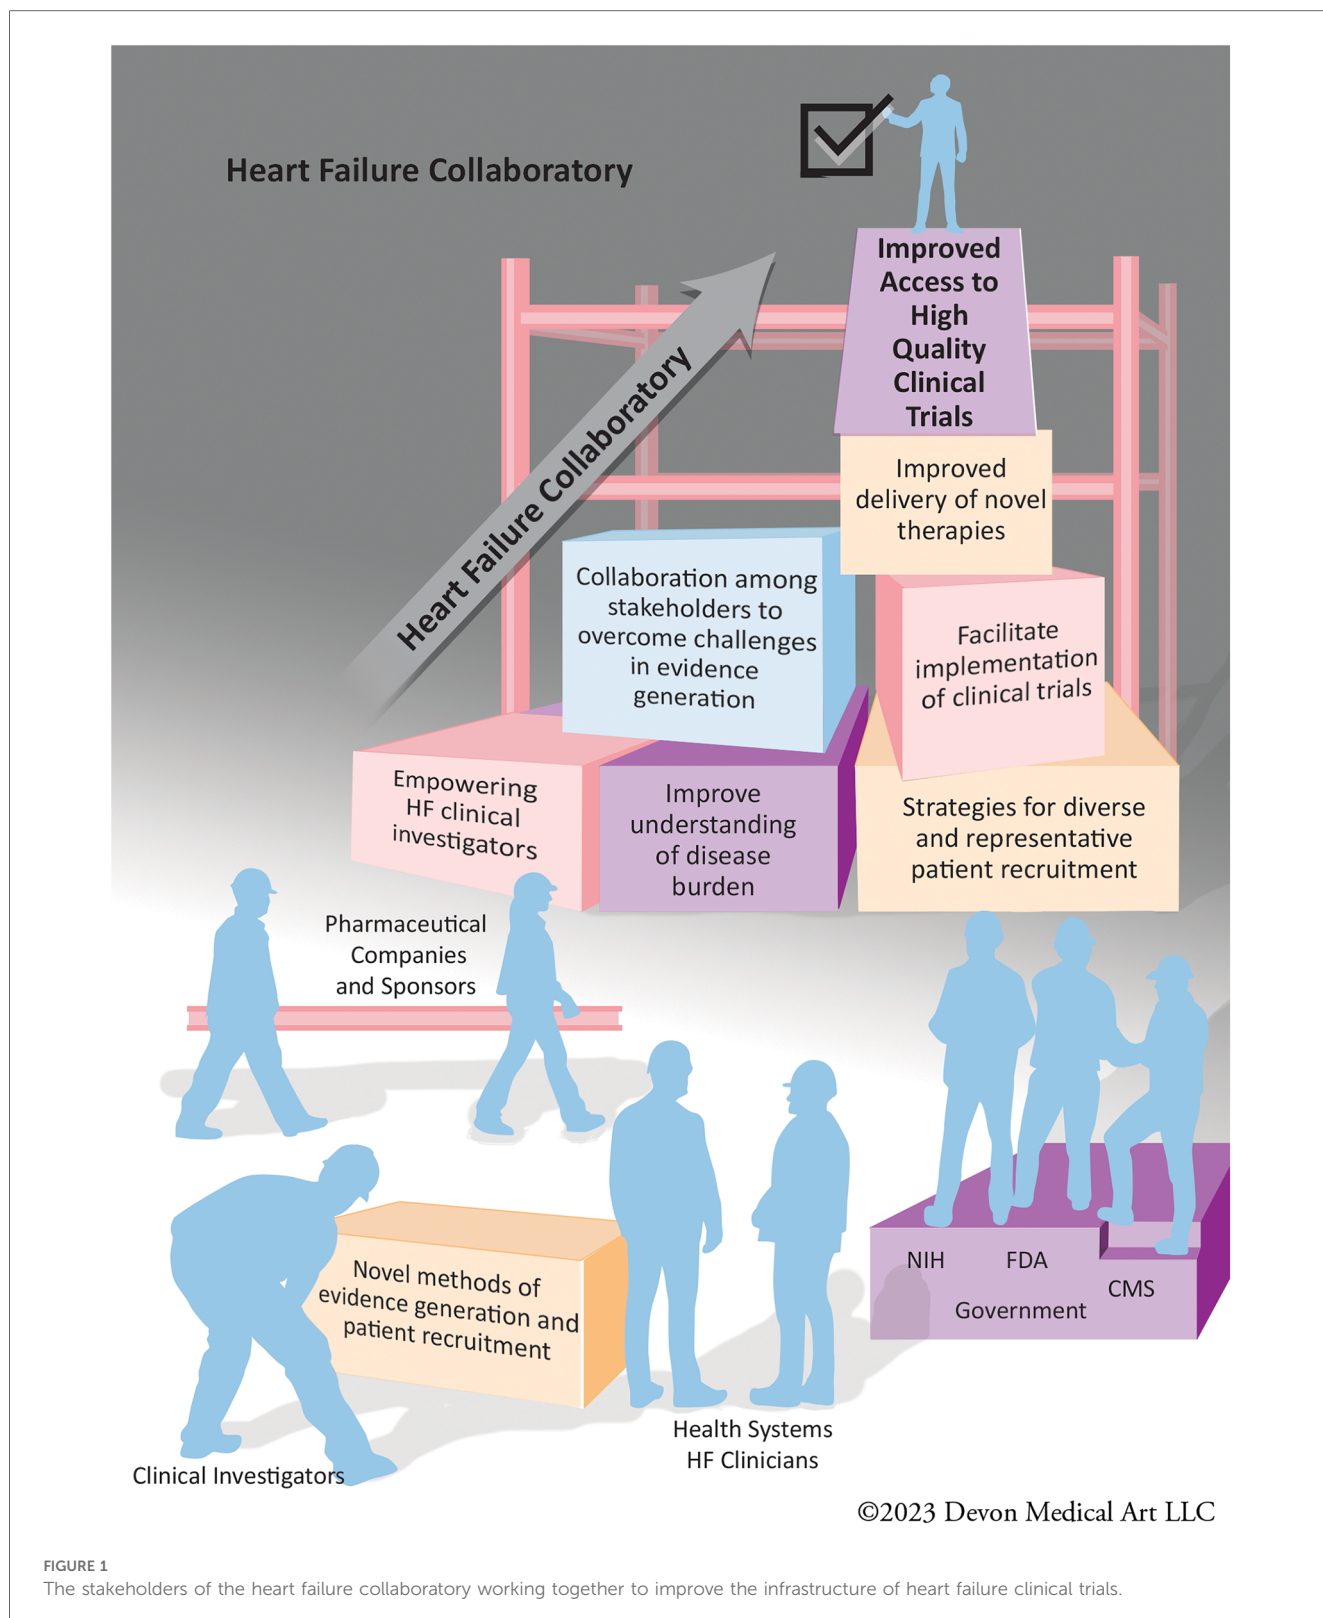 Heart Failure Collaboratory
Improved
Access to
High
Quality
Clinical
Trials
Heart Failure Collaboratory
Improved
delivery of novel
therapies
Collaboration among
stakeholders to
overcome challenges
in evidence
generation
Facilitate
implementation
of clinical trials
Empowering
HF clinical
investigators
Improve
understanding
of disease
burden
Strategies for diverse
and representative
patient recruitment
Pharmaceutical
Companies
and Sponsors
Novel methods of
evidence generation and
patient recruitment
NIH
FDA
CMS
Government
Health Systems
HF Clinicians
Clinical Investigators
©2023 Devon Medical Art LLC
FIGURE 1
The stakeholders of the heart failure collaboratory working together to improve the infrastructure of heart failure clinical trials.